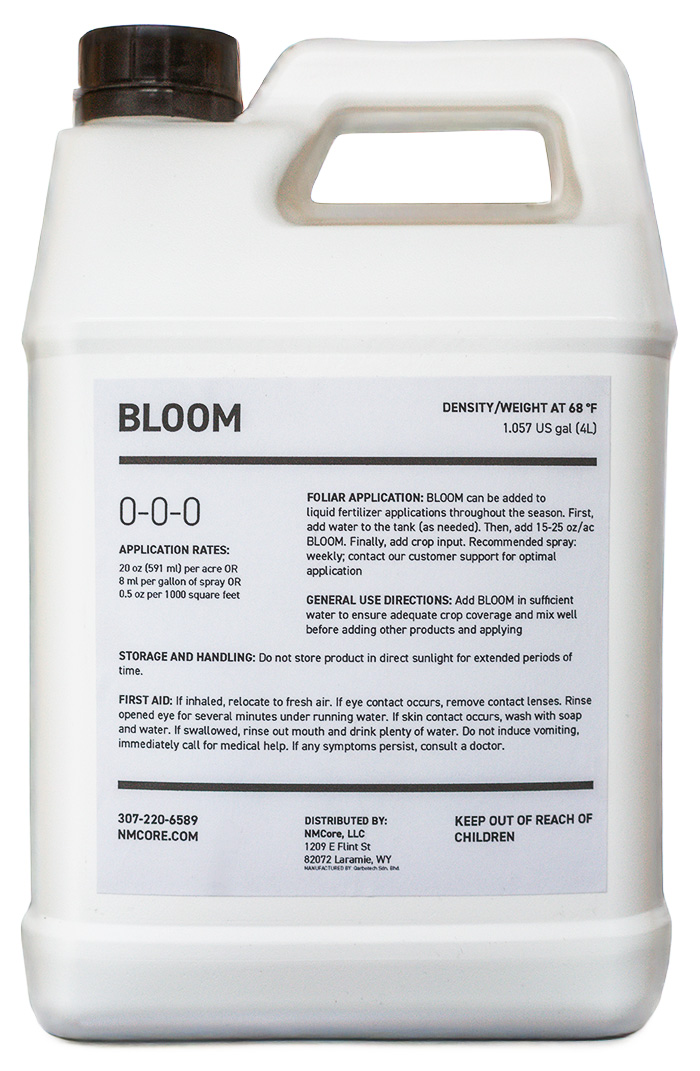 BLOOM
DENSITY/WEIGHT AT 68 °F
1.057 US gal (4L)
0-0-0
APPLICATION RATES:
20 oz (591 ml) per acre OR
8 ml per gallon of spray OR
0.5 oz per 1000 square feet
FOLIAR APPLICATION: BLOOM can be added to
liquid fertilizer applications throughout the season. First,
add water to the tank (as needed). Then, add 15-25 oz/ac
BLOOM. Finally, add crop input. Recommended spray:
weekly; contact our customer support for optimal
application
GENERAL USE DIRECTIONS: Add BLOOM in sufficient
water to ensure adequate crop coverage and mix well
before adding other products and applying
STORAGE AND HANDLING: Do not store product in direct sunlight for extended periods of
time.
FIRST AID: If inhaled, relocate to fresh air. If eye contact occurs, remove contact lenses. Rinse
opened eye for several minutes under running water. If skin contact occurs, wash with soap
and water. If swallowed, rinse out mouth and drink plenty of water. Do not induce vomiting,
immediately call for medical help. If any symptoms persist, consult a doctor.
307-220-6589
NMCORE.COM
DISTRIBUTED BY:
NMCore, LLC
1209 E Flint St
82072 Laramie, WY
MANUFACTURED BY: Qarbotech Sdn. Bhd.
KEEP OUT OF REACH OF
CHILDREN